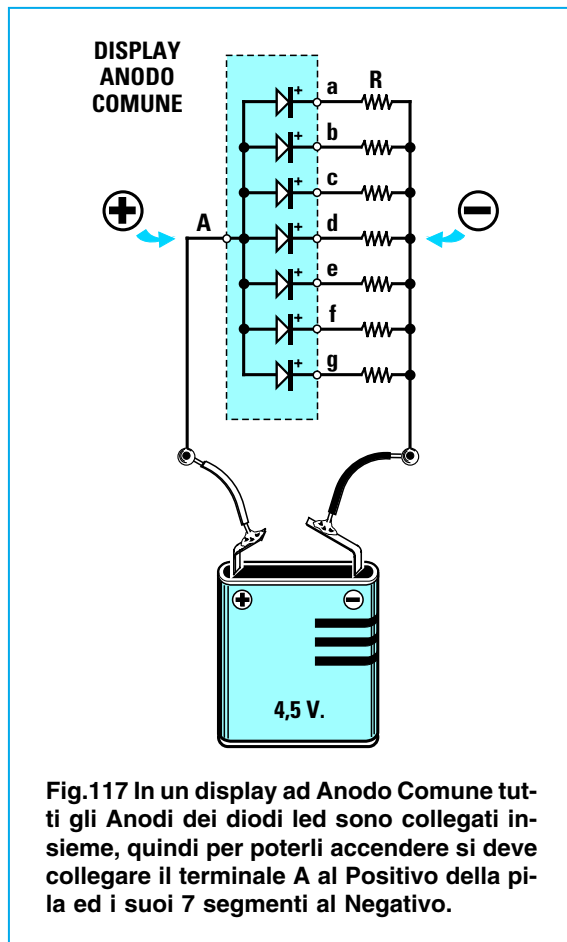 DISPLAY
ANODO
COMUNE
a
R
b
c
A
d
e
f
g
4,5 V.
Fig.117 In un display ad Anodo Comune tut-
ti gli Anodi dei diodi led sono collegati in-
sieme, quindi per poterli accendere si deve
collegare il terminale A al Positivo della pi-
la ed i suoi 7 segmenti al Negativo.